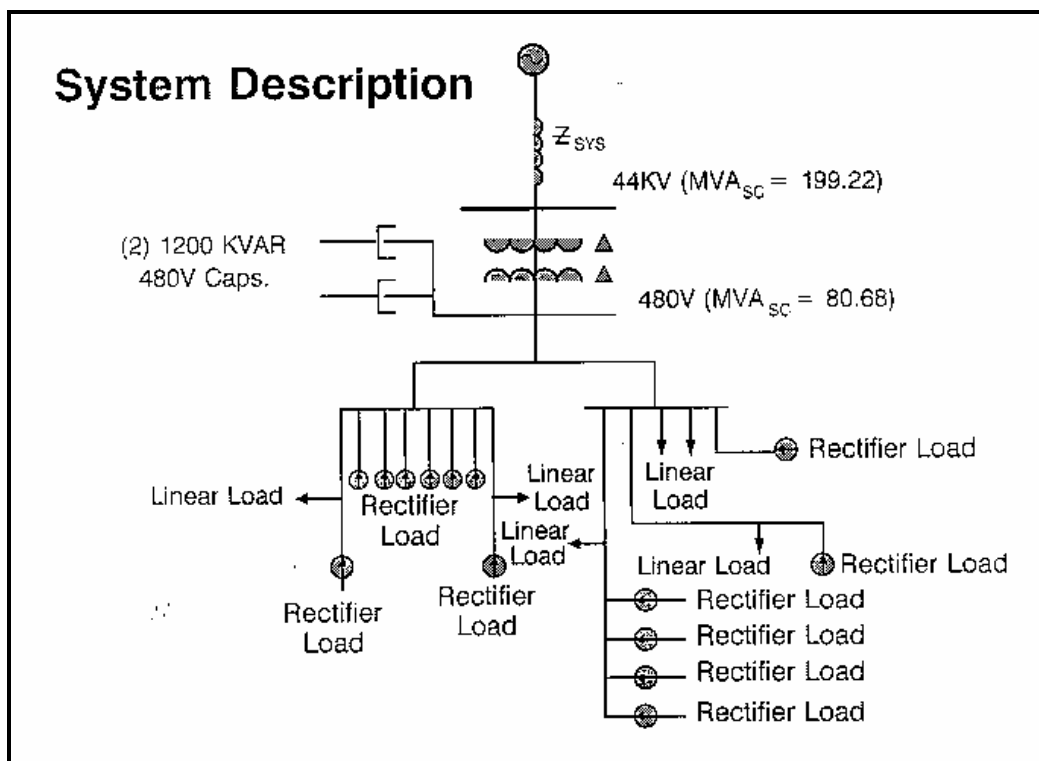 System Description
Z SYS
44KV (MVA SC = 199.22)
(2) 1200 KVAR
480V Caps.
480V (MVA SC = 80.68)
Rectifier Load
Linear Load
Rectifier
Load
Linear
Load
Linear
Load
Linear
Load
Linear Load
Rectifier Load
Rectifier
Load
Rectifier
Load
Rectifier Load
Rectifier Load
Rectifier Load
Rectifier Load